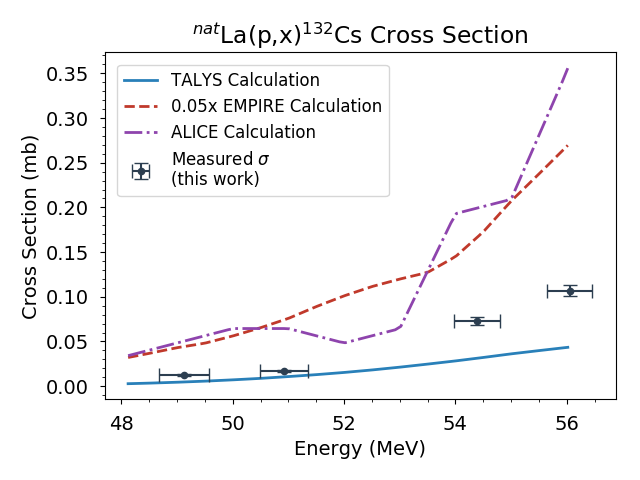 ⁿᵃᵗLa(p,x)¹³²Cs Cross Section
TALYS Calculation
0.05x EMPIRE Calculation
ALICE Calculation
Measured σ
(this work)
Cross Section (mb)
0.35
0.30
0.25
0.20
0.15
0.10
0.05
0.00
48 50 52 54 56
Energy (MeV)